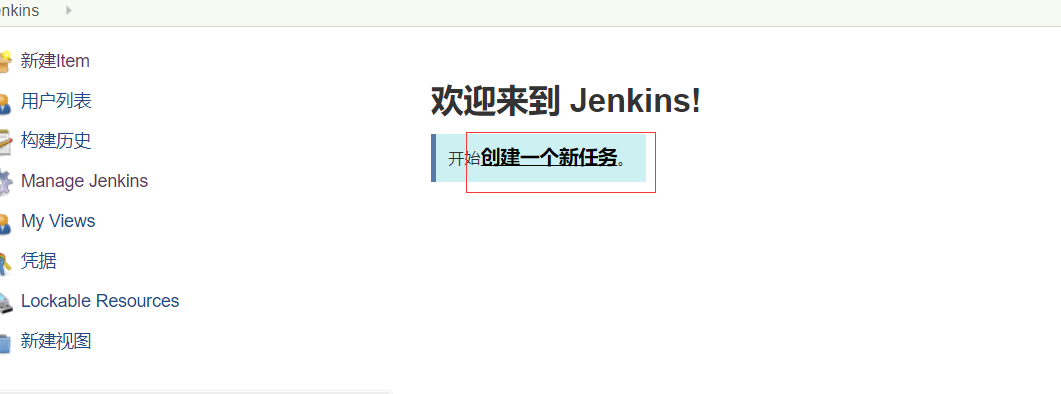 enkins
新建Item
用户列表
构建历史
Manage Jenkins
My Views
凭据
Lockable Resources
新建视图
欢迎来到 Jenkins!
开始创建一个新任务。